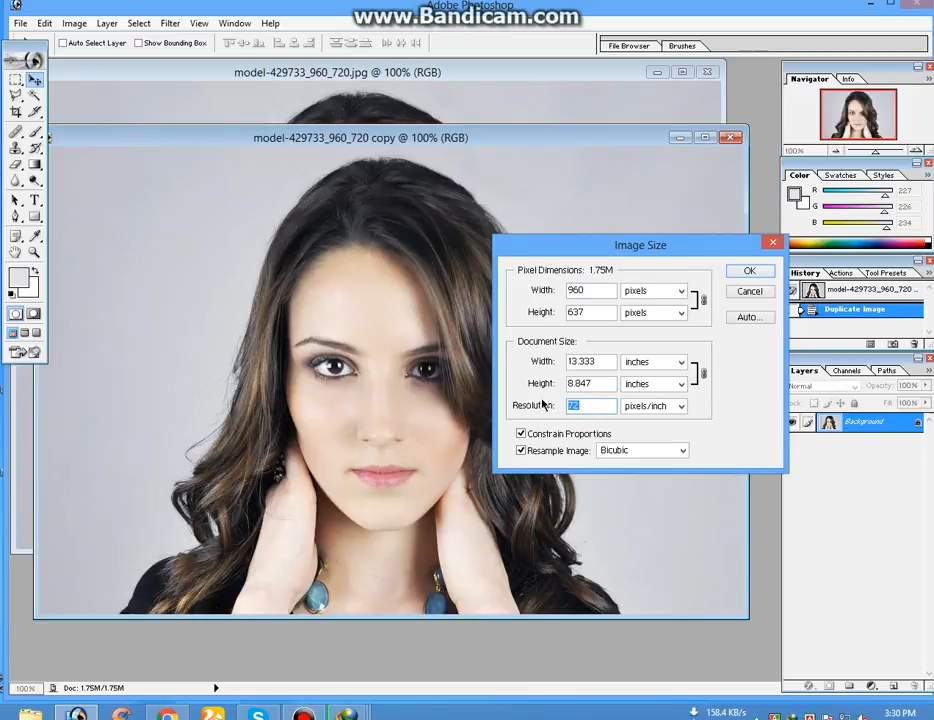 Adobe Photoshop
www.Bandicam.com
File Edit Image Layer Select Filter View Window Help
Auto Select Layer Show Bounding Box File Browser Brushes
model-429733_960_720.jpg @ 100% (RGB)
model-429733_960_720 copy @ 100% (RGB)
Navigator Info
100%
Color Swatches Styles
R 227
G 226
B 234
History Actions Tool Presets
model-429733_960_720 ...
Duplicate Image
Layers Channels Paths
Normal Opacity: 100%
Lock: Fill: 100%
Background
Image Size
Pixel Dimensions: 1.75M OK
Width: 960 pixels
Cancel
Height: 637 pixels
Auto...
Document Size:
Width: 13.333 inches
Height: 8.847 inches
Resolution: 72 pixels/inch
Constrain Proportions
Resample Image: Bicubic
100% Doc: 1.75M/1.75M
158.4 KB/s 3:30 PM